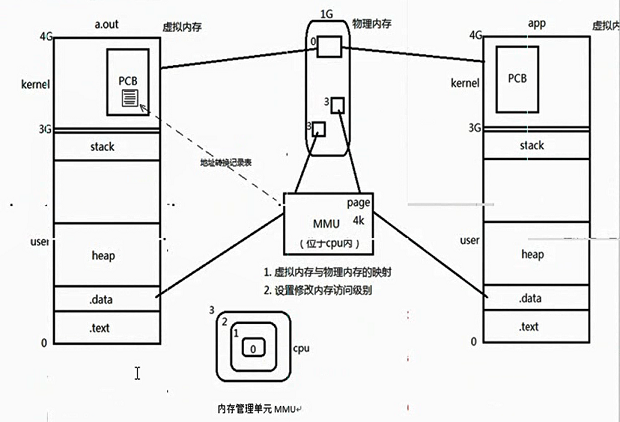 a.out
虚拟内存
4G
kernel
PCB
3G
stack
user
heap
.data
.text
0
1G
物理内存
0
3
3
地址转换记录表
page
MMU
4k
（位于cpu内）
1. 虚拟内存与物理内存的映射
2. 设置修改内存访问级别
3
2
1
0
cpu
app
虚拟内
4G
kernel
PCB
3G
stack
user
heap
.data
.text
0
内存管理单元 MMU